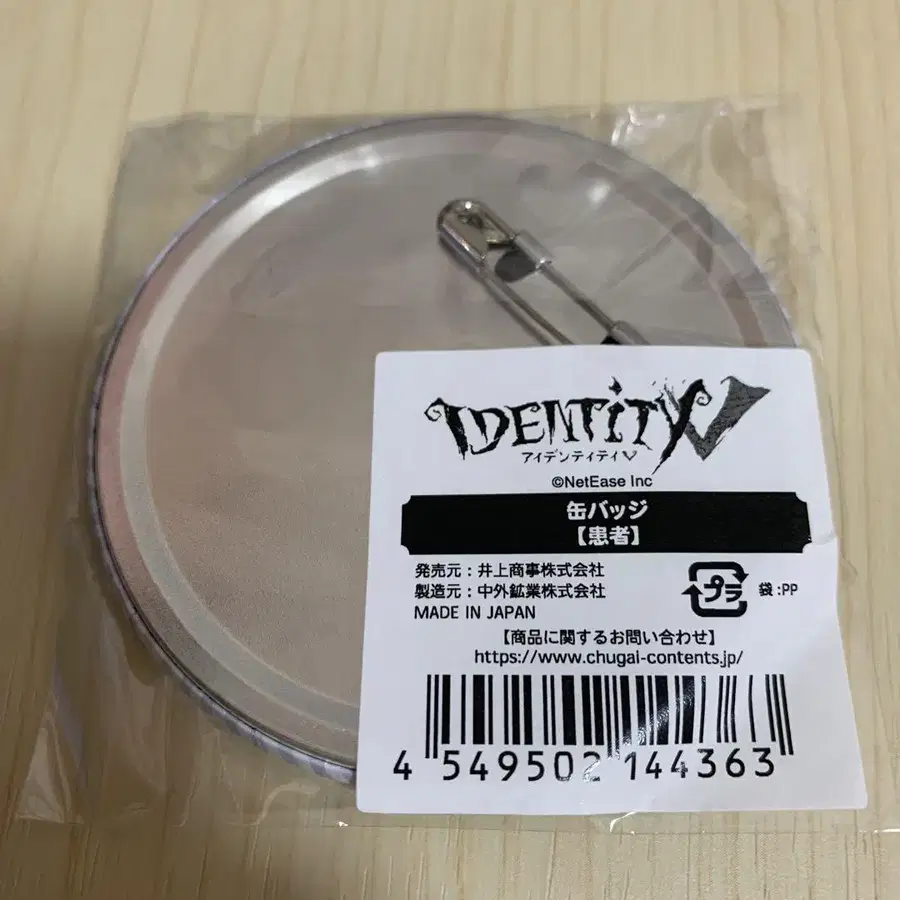 IDENTITY V
アイデンティティV
©NetEase Inc
缶バッジ
【患者】
発売元:井上商事株式会社
製造元:中外鉱業株式会社
MADE IN JAPAN
プラ
袋:PP
【商品に関するお問い合わせ】
https://www.chugai-contents.jp/
4 549502 144363